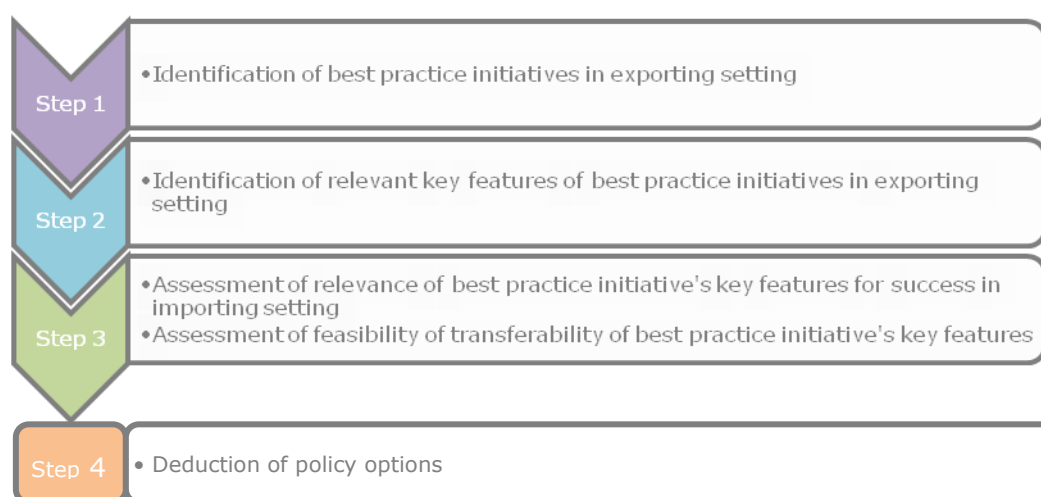 Step 1
•Identification of best practice initiatives in exporting setting
Step 2
•Identification of relevant key features of best practice initiatives in exporting
setting
Step 3
•Assessment of relevance of best practice initiative's key features for success in
importing setting
•Assessment of feasibility of transferability of best practice initiative's key features
Step 4
• Deduction of policy options